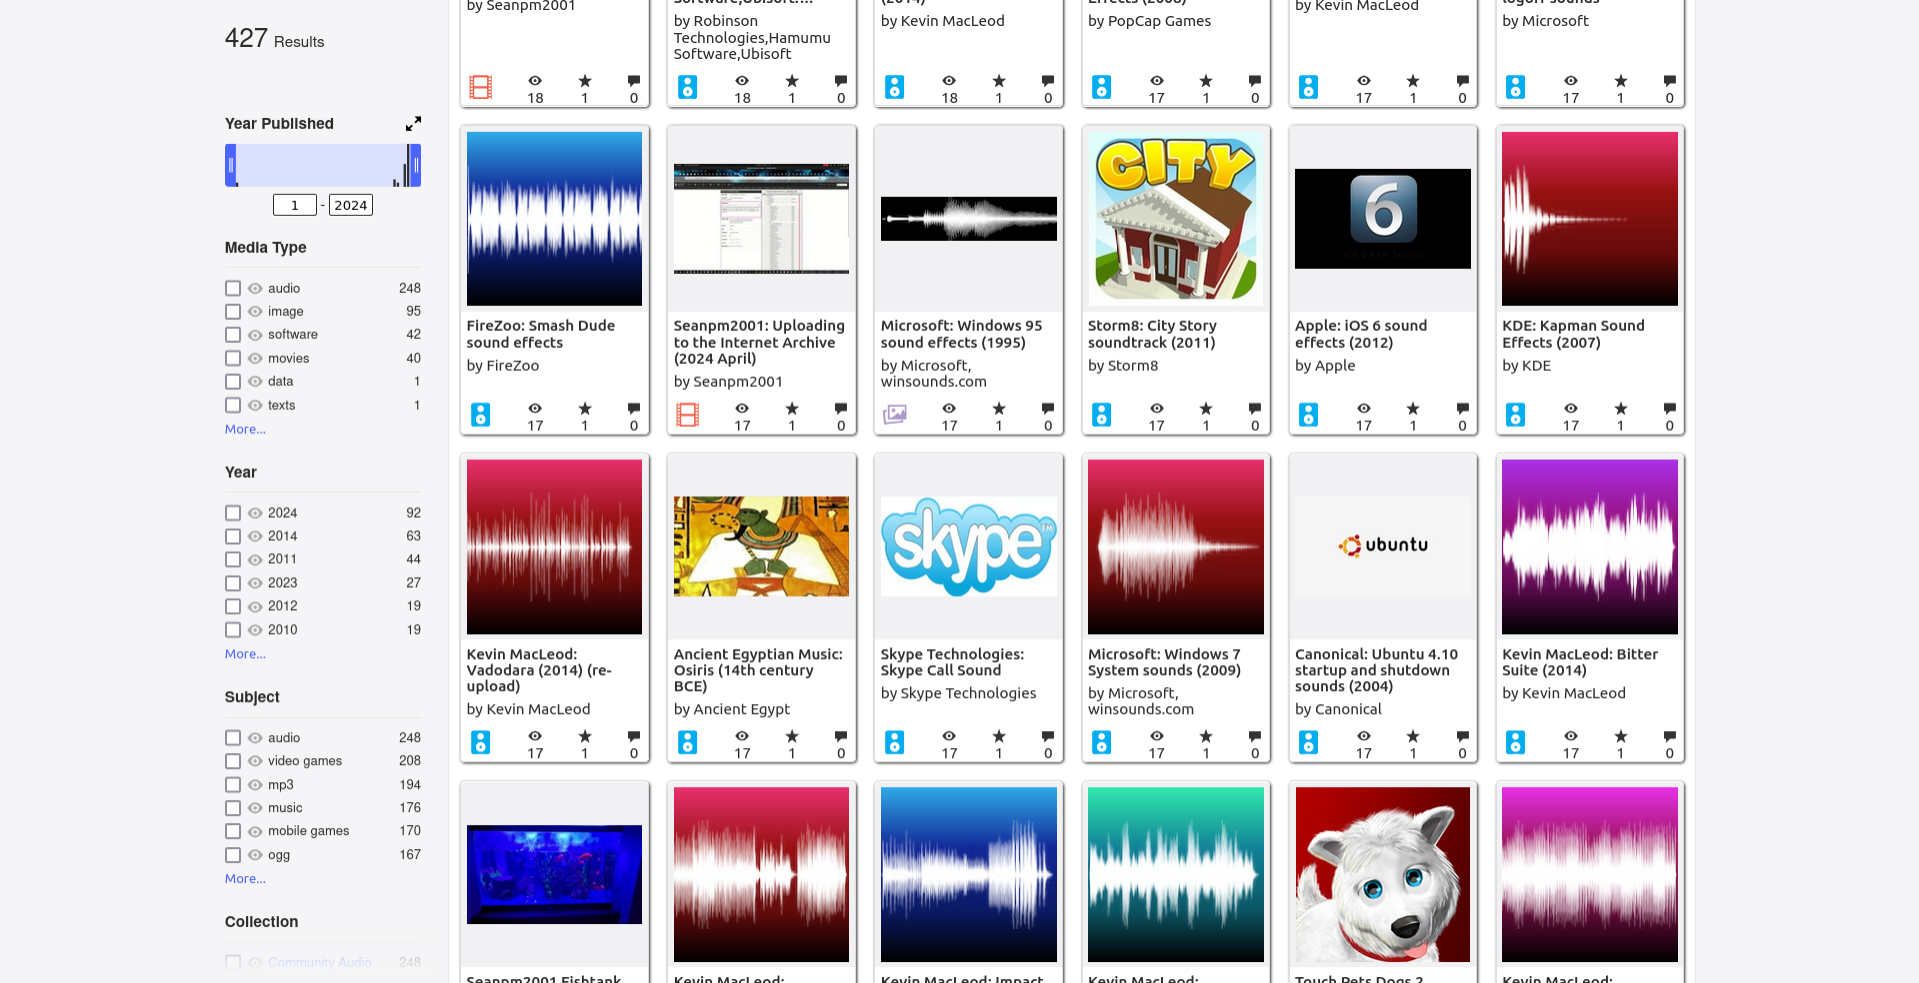 427 Results
Year Published
1 - 2024
Media Type
audio 248
image 95
software 42
movies 40
data 1
texts 1
More...
Year
2024 92
2014 63
2011 44
2023 27
2012 19
2010 19
More...
Subject
audio 248
video games 208
mp3 194
music 176
mobile games 170
ogg 167
More...
Collection
Community Audio 248
by Seanpm2001
18 1 0
Software,Ubisoft:...
by Robinson
Technologies,Hamumu
Software,Ubisoft
18 1 0
(2014)
by Kevin MacLeod
18 1 0
Effects (2008)
by PopCap Games
17 1 0
by Kevin MacLeod
17 1 0
logoff sounds
by Microsoft
17 1 0
FireZoo: Smash Dude
sound effects
by FireZoo
17 1 0
Seanpm2001: Uploading
to the Internet Archive
(2024 April)
by Seanpm2001
17 1 0
Microsoft: Windows 95
sound effects (1995)
by Microsoft,
winsounds.com
17 1 0
CITY
Storm8: City Story
soundtrack (2011)
by Storm8
17 1 0
6
Apple: iOS 6 sound
effects (2012)
by Apple
17 1 0
KDE: Kapman Sound
Effects (2007)
by KDE
17 1 0
Kevin MacLeod:
Vadodara (2014) (re-
upload)
by Kevin MacLeod
17 1 0
Ancient Egyptian Music:
Osiris (14th century
BCE)
by Ancient Egypt
17 1 0
skype™
Skype Technologies:
Skype Call Sound
by Skype Technologies
17 1 0
Microsoft: Windows 7
System sounds (2009)
by Microsoft,
winsounds.com
17 1 0
ubuntu
Canonical: Ubuntu 4.10
startup and shutdown
sounds (2004)
by Canonical
17 1 0
Kevin MacLeod: Bitter
Suite (2014)
by Kevin MacLeod
17 1 0
Seanpm2001 Fishtank
Kevin MacLeod:
Kevin MacLeod: Impact
Kevin MacLeod:
Touch Pets Dogs 2
Kevin MacLeod: